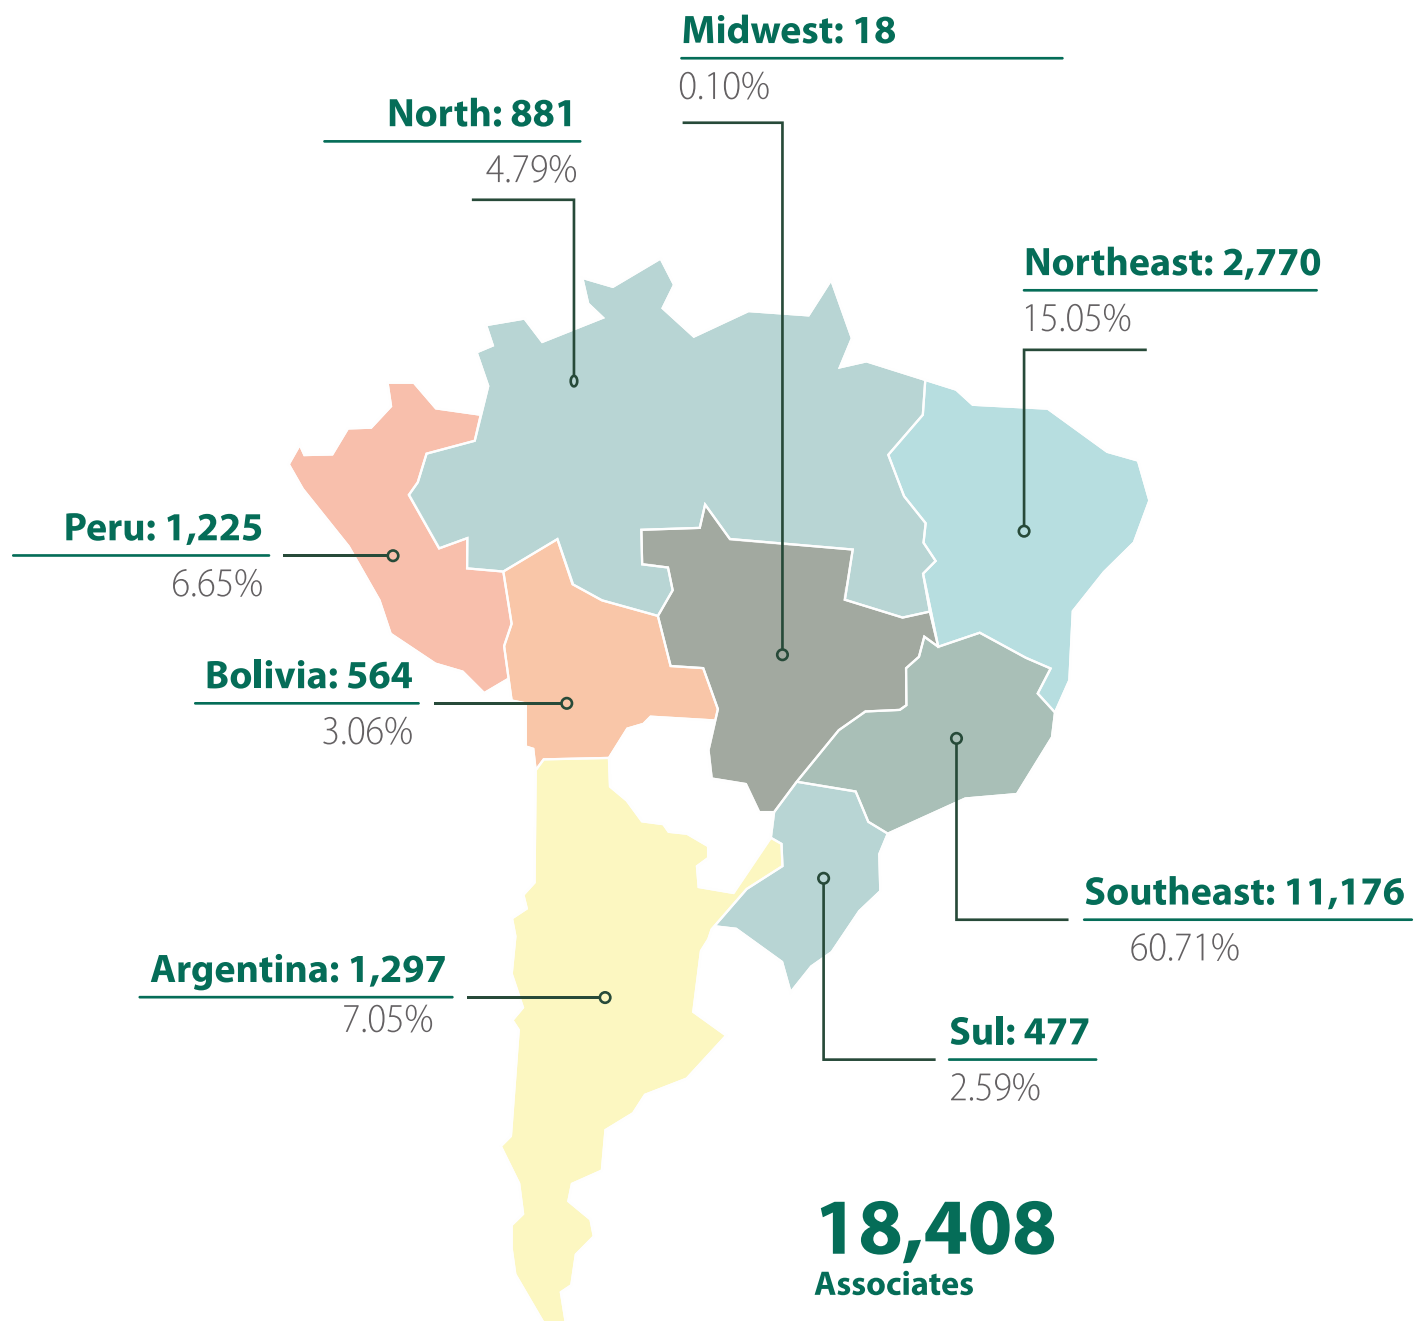 Midwest: 18
0.10%
North: 881
4.79%
Northeast: 2,770
15.05%
Peru: 1,225
6.65%
Bolivia: 564
3.06%
Southeast: 11,176
60.71%
Argentina: 1,297
7.05%
Sul: 477
2.59%
18,408
Associates